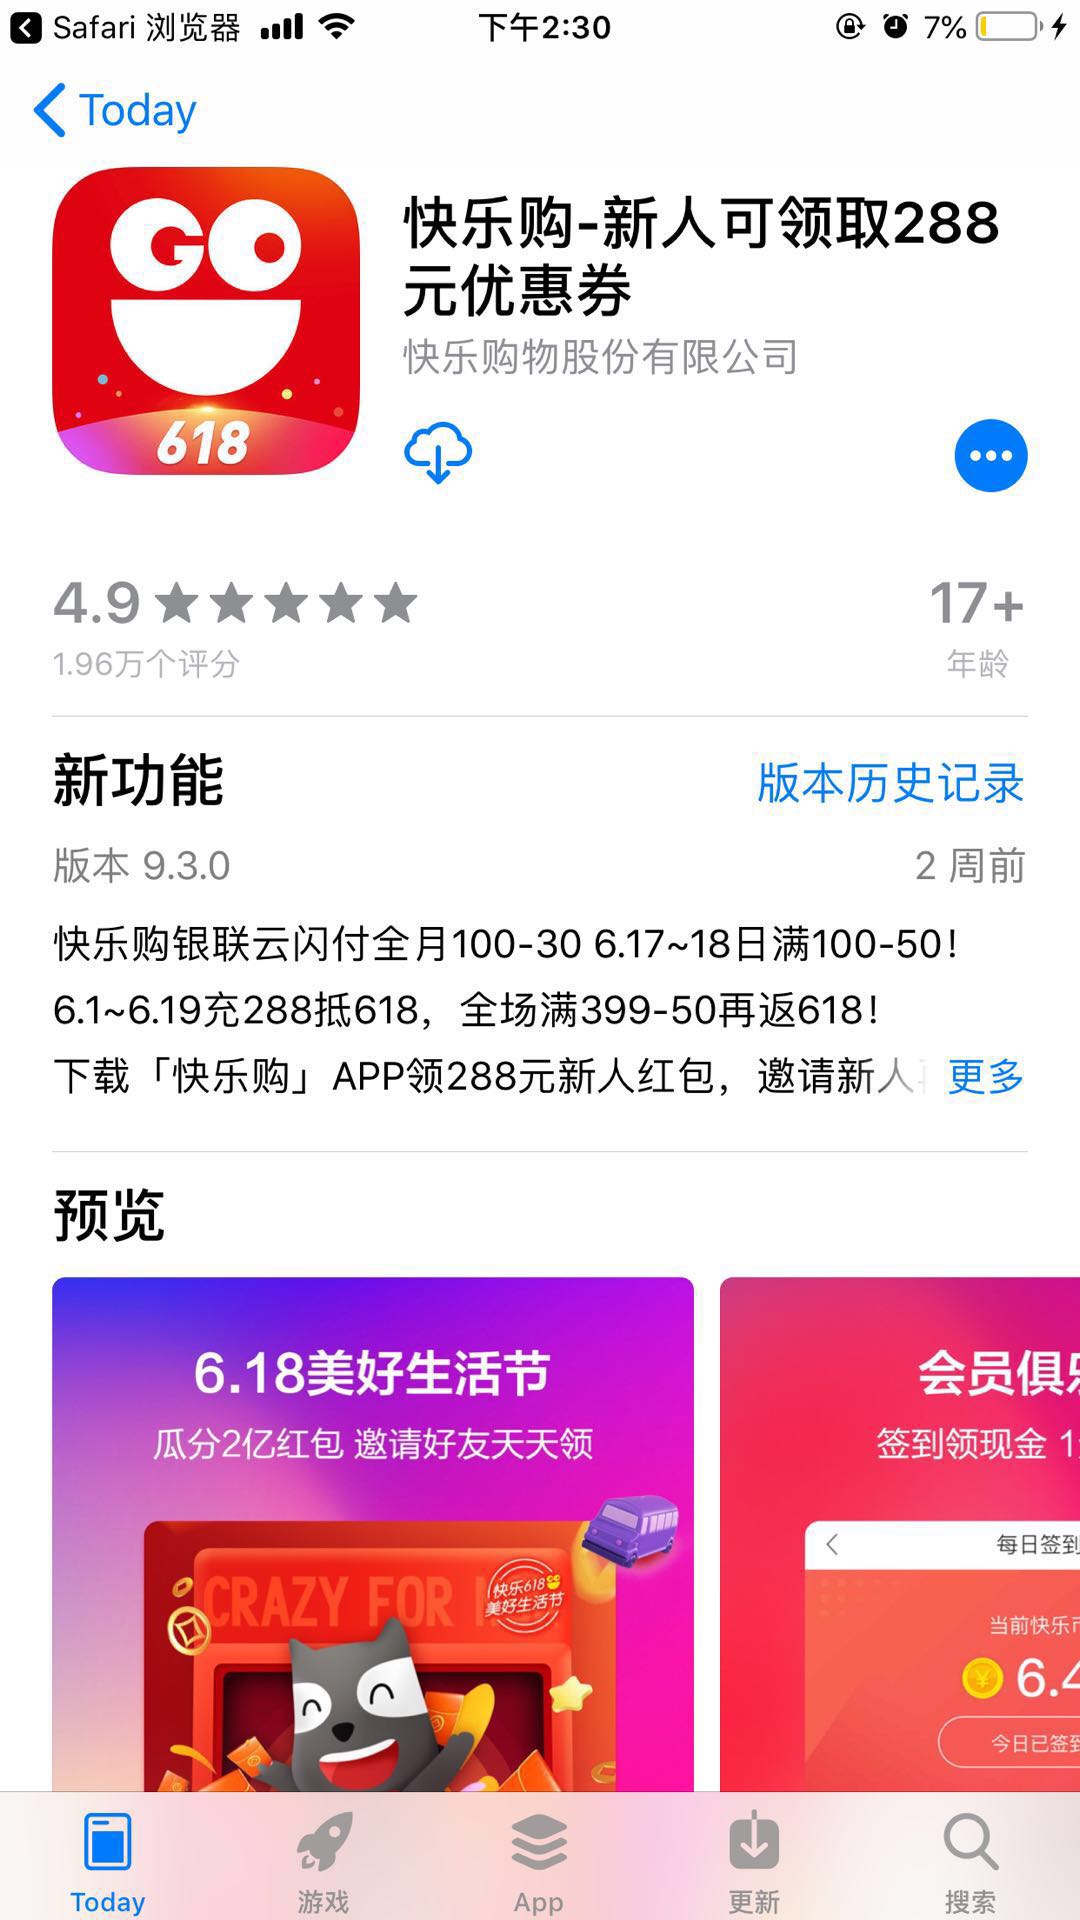 Safari 浏览器
下午2:30
7%
Today
GO
618
快乐购-新人可领取288
元优惠券
快乐购物股份有限公司
4.9
17+
1.96万个评分
年龄
新功能
版本历史记录
版本 9.3.0
2 周前
快乐购银联云闪付全月100-30 6.17~18日满100-50！
6.1~6.19充288抵618，全场满399-50再返618！
下载「快乐购」APP领288元新人红包，邀请新人
更多
预览
6.18美好生活节
瓜分2亿红包 邀请好友天天领
CRAZY FOR
快乐618
美好生活节
会员俱
签到领现金 1
每日签到
当前快乐币
6.4
今日已签到
Today
游戏
App
更新
搜索